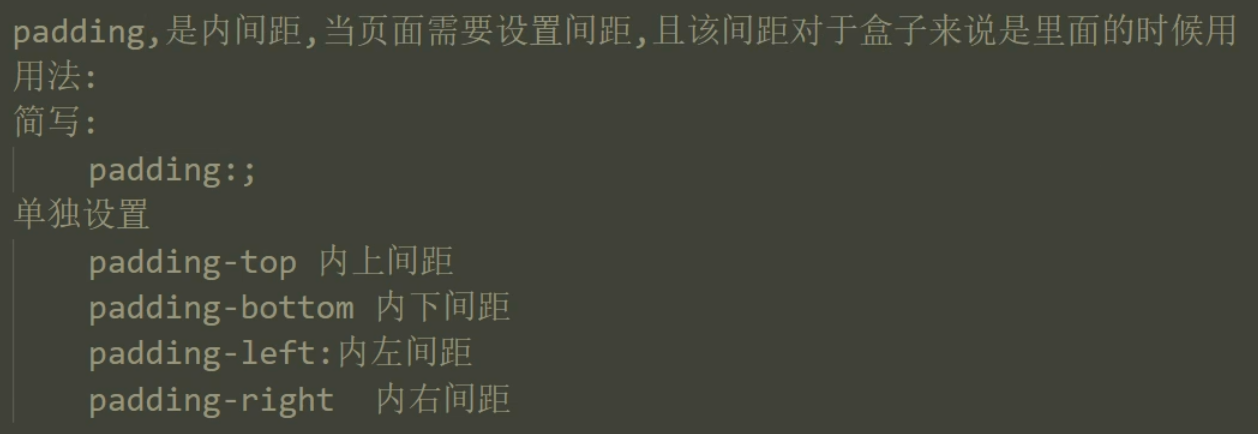 padding,是内间距,当页面需要设置间距,且该间距对于盒子来说是里面的时候用
用法:
简写:
padding:;
单独设置
padding-top 内上间距
padding-bottom 内下间距
padding-left:内左间距
padding-right  内右间距